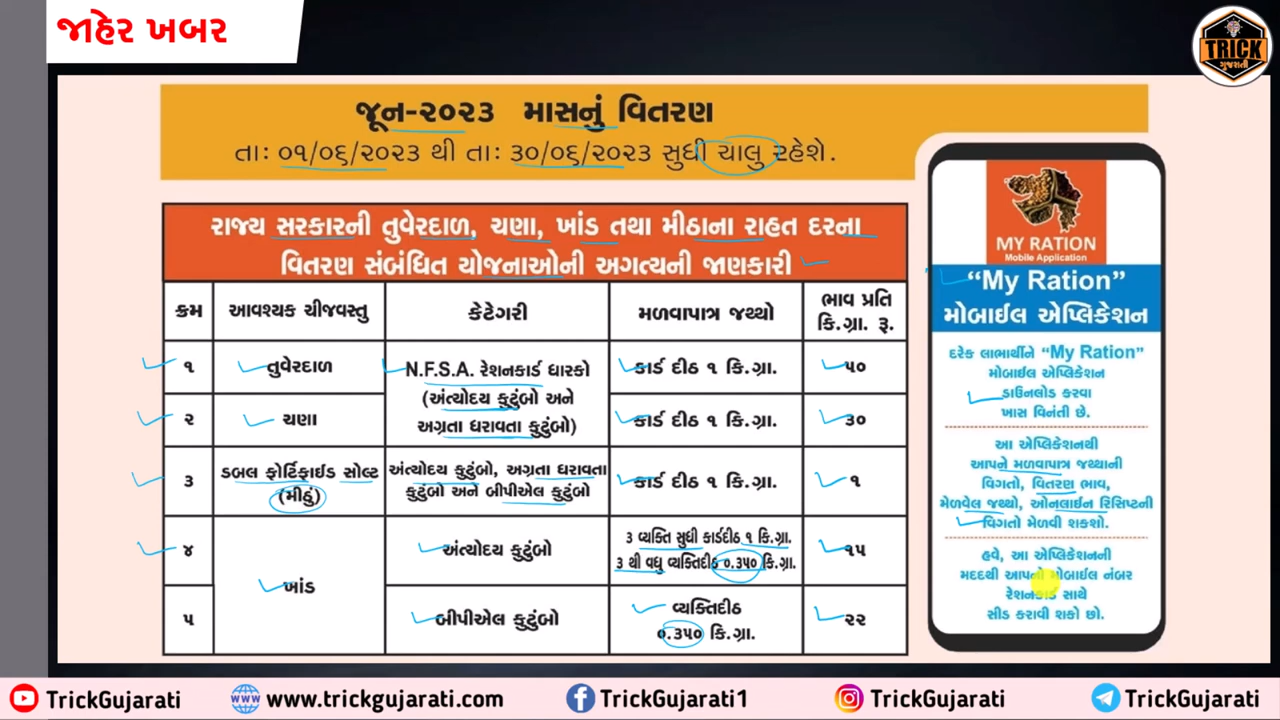 જાહેર ખબર
TRICK
ગુજરાતી
જૂન-૨૦૨૩ માસનું વિતરણ
તાઃ ૦૧/૦૬/૨૦૨૩ થી તાઃ ૩૦/૦૬/૨૦૨૩ સુધી ચાલુ રહેશે.
રાજ્ય સરકારની તુવેરદાળ, ચણા, ખાંડ તથા મીઠાના રાહત દરના
વિતરણ સંબંધિત યોજનાઓની અગત્યની જાણકારી
ક્રમ આવશ્યક ચીજવસ્તુ કેટેગરી મળવાપાત્ર જથ્થો ભાવ પ્રતિ
કિ.ગ્રા. રૂ.
૧ તુવેરદાળ N.F.S.A. રેશનકાર્ડ ધારકો કાર્ડ દીઠ ૧ કિ.ગ્રા. ૫૦
(અંત્યોદય કુટુંબો અને
૨ ચણા અગ્રતા ધરાવતા કુટુંબો) કાર્ડ દીઠ ૧ કિ.ગ્રા. ૩૦
૩ ડબલ ફોર્ટિફાઈડ સોલ્ટ અંત્યોદય કુટુંબો, અગ્રતા ધરાવતા કાર્ડ દીઠ ૧ કિ.ગ્રા. ૧
(મીઠું) કુટુંબો અને બીપીએલ કુટુંબો
૪ અંત્યોદય કુટુંબો ૩ વ્યક્તિ સુધી કાર્ડદીઠ ૧ કિ.ગ્રા. ૧૫
૩ થી વધુ વ્યક્તિદીઠ ૦.૩૫૦ કિ.ગ્રા.
ખાંડ
૫ બીપીએલ કુટુંબો વ્યક્તિદીઠ ૨૨
૦.૩૫૦ કિ.ગ્રા.
MY RATION
Mobile Application
“My Ration”
મોબાઈલ એપ્લિકેશન
દરેક લાભાર્થીને “My Ration”
મોબાઈલ એપ્લિકેશન
ડાઉનલોડ કરવા
ખાસ વિનંતી છે.
આ એપ્લિકેશનથી
આપને મળવાપાત્ર જથ્થાની
વિગતો, વિતરણ ભાવ,
મેળવેલ જથ્થો, ઓનલાઈન રિસિપ્ટની
વિગતો મેળવી શકશો.
હવે, આ એપ્લિકેશનની
મદદથી આપનો મોબાઈલ નંબર
રેશનકાર્ડ સાથે
સીડ કરાવી શકો છો.
TrickGujarati www.trickgujarati.com TrickGujarati1 TrickGujarati TrickGujarati